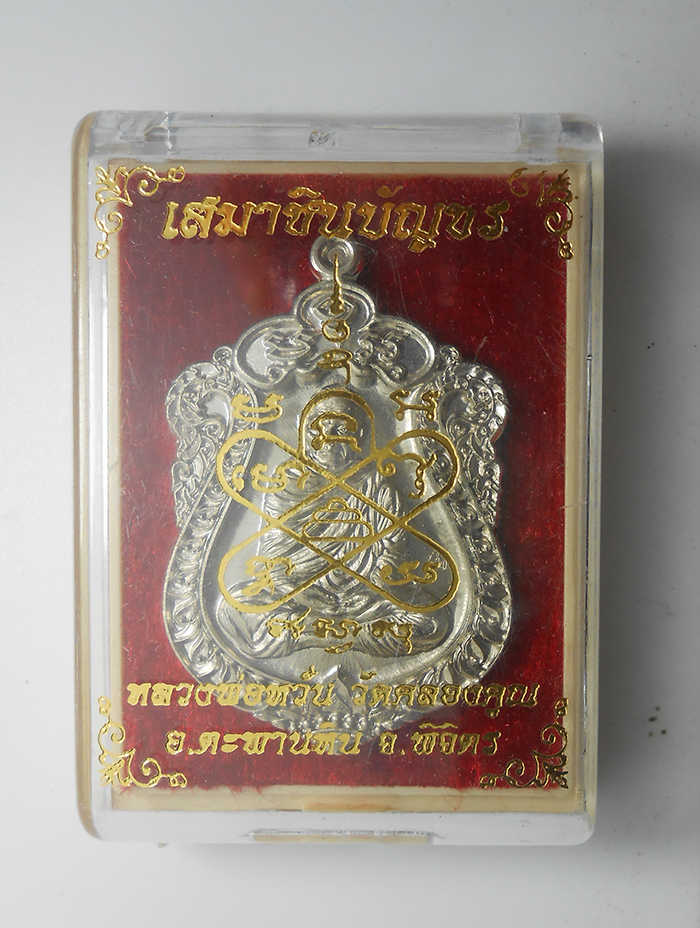 เสมาชินบัญชร
หลวงพ่อหวั่น วัดคลองคูณ
อ.ตะพานหิน จ.พิจิตร